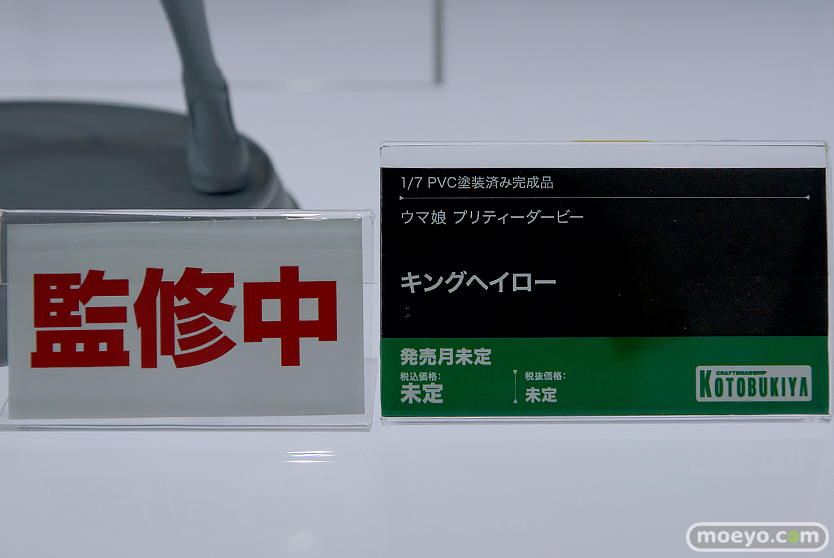 監修中
1/7 PVC塗装済み完成品
ウマ娘 プリティーダービー
キングヘイロー
発売月未定
税込価格:
未定
税抜価格:
未定
CRAFTSMANSHIP
KOTOBUKIYA
moeyo.com